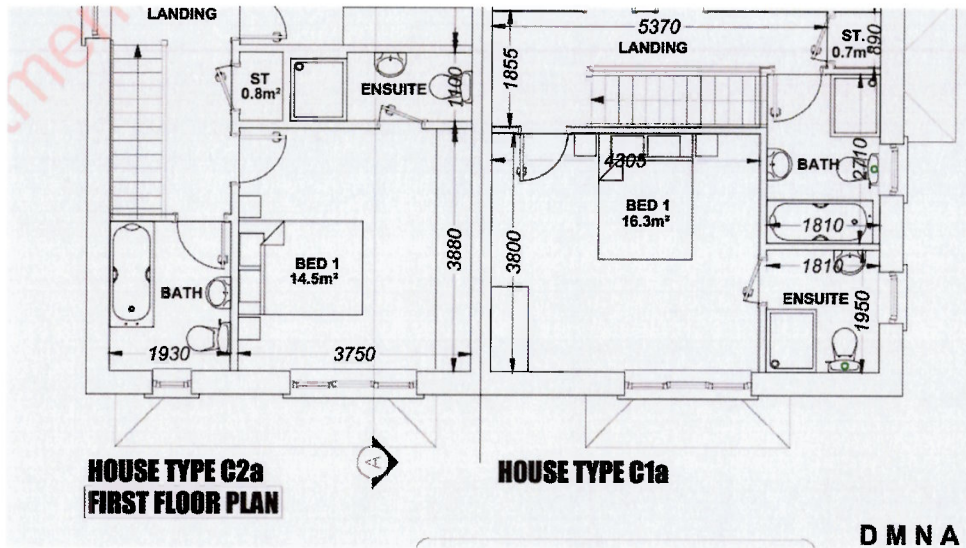 LANDING
ST
0.8m²
ENSUITE
1100
BED 1
14.5m²
3880
BATH
1930
3750
HOUSE TYPE C2a
FIRST FLOOR PLAN
A
5370
LANDING
ST.
0.7m²
890
1855
4305
BED 1
16.3m²
3800
BATH
2710
1810
1810
ENSUITE
1950
HOUSE TYPE C1a
DMNA